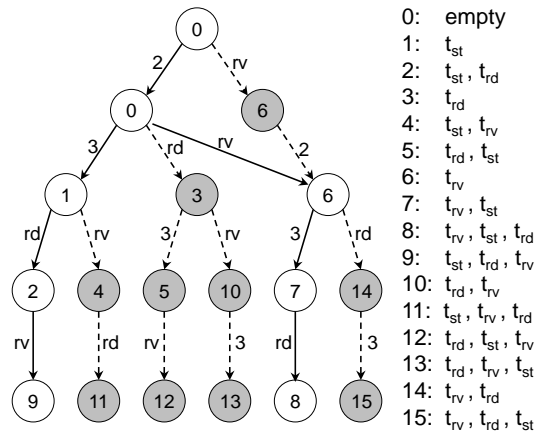 0
2 rv
0 6
3 rd rv 2
1 3 6
rd rv 3 rv 3 rd
2 4 5 10 7 14
rv rd rv 3 rd 3
9 11 12 13 8 15
0: empty
1: t_st
2: t_st , t_rd
3: t_rd
4: t_st , t_rv
5: t_rd , t_st
6: t_rv
7: t_rv , t_st
8: t_rv , t_st , t_rd
9: t_st , t_rd , t_rv
10: t_rd , t_rv
11: t_st , t_rv , t_rd
12: t_rd , t_st , t_rv
13: t_rd , t_rv , t_st
14: t_rv , t_rd
15: t_rv , t_rd , t_st